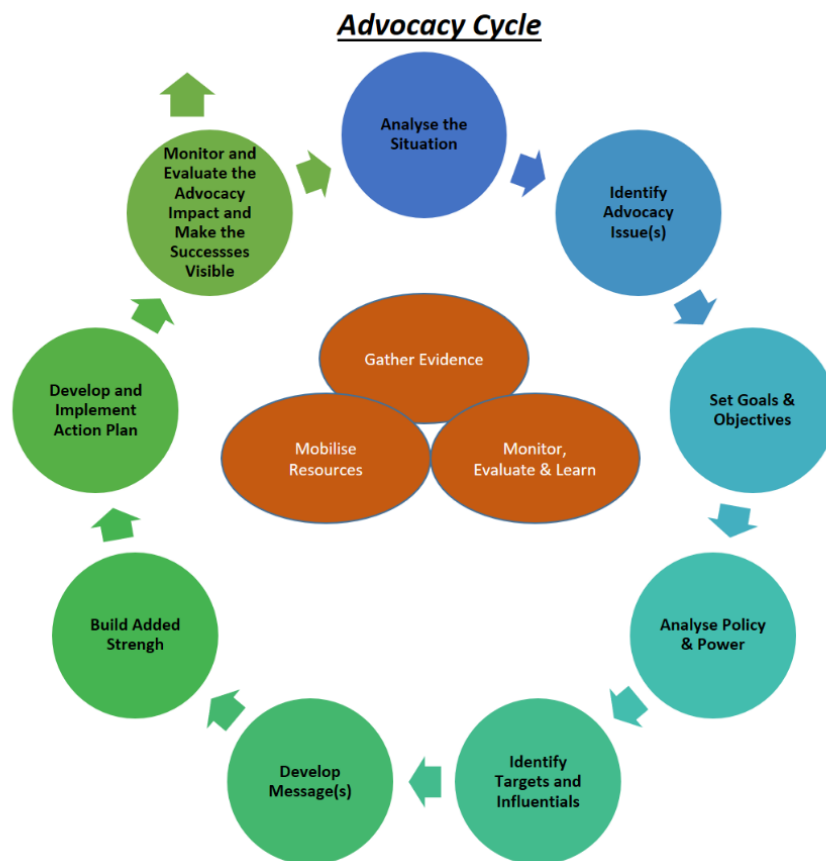 Advocacy Cycle
Analyse the
Situation
Identify
Advocacy
Issue(s)
Set Goals &
Objectives
Analyse Policy
& Power
Identify
Targets and
Influentials
Develop
Message(s)
Build Added
Strengh
Develop and
Implement
Action Plan
Monitor and
Evaluate the
Advocacy
Impact and
Make the
Successses
Visible
Gather Evidence
Mobilise
Resources
Monitor,
Evaluate & Learn